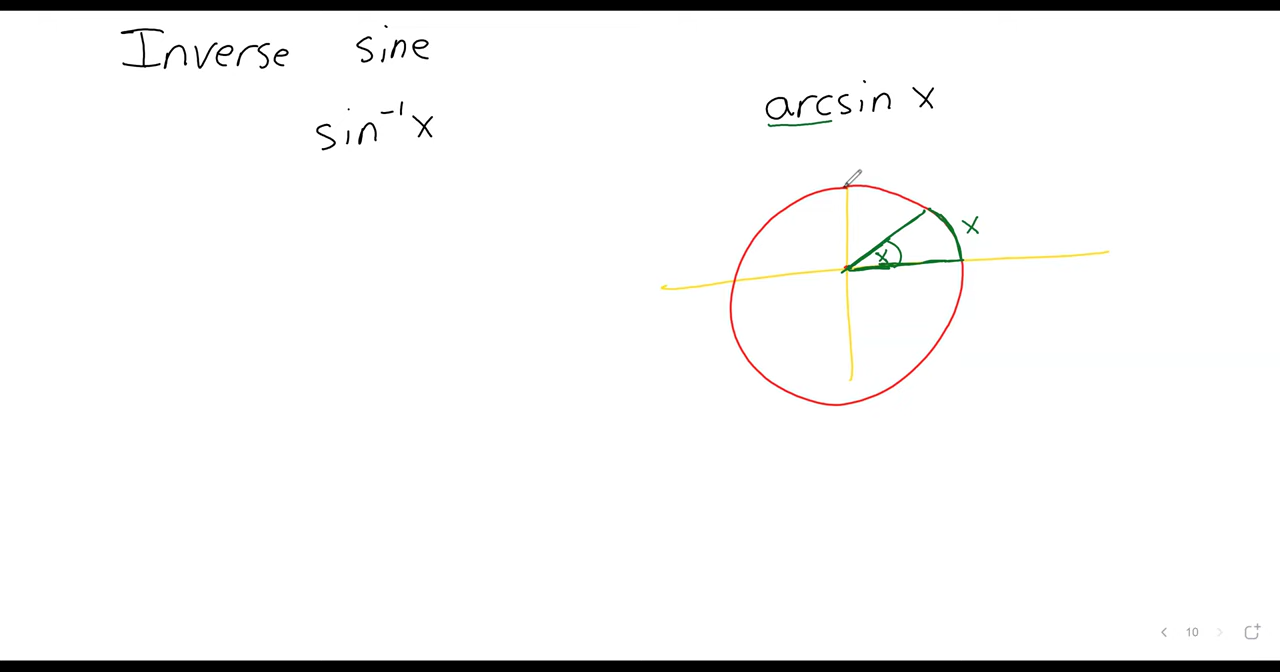 Inverse sine
sin⁻¹x
arcsin x
x
x
10